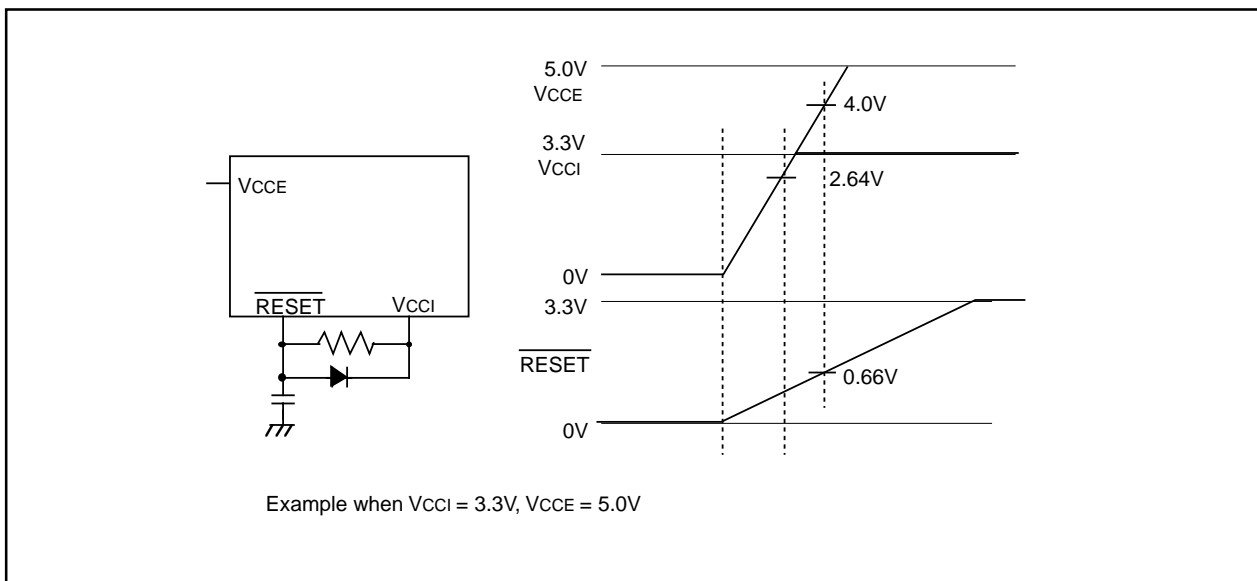 VCCE
RESET
VCCI
5.0V
VCCE
4.0V
3.3V
VCCI
2.64V
0V
3.3V
RESET
0.66V
0V
Example when VCCI = 3.3V, VCCE = 5.0V